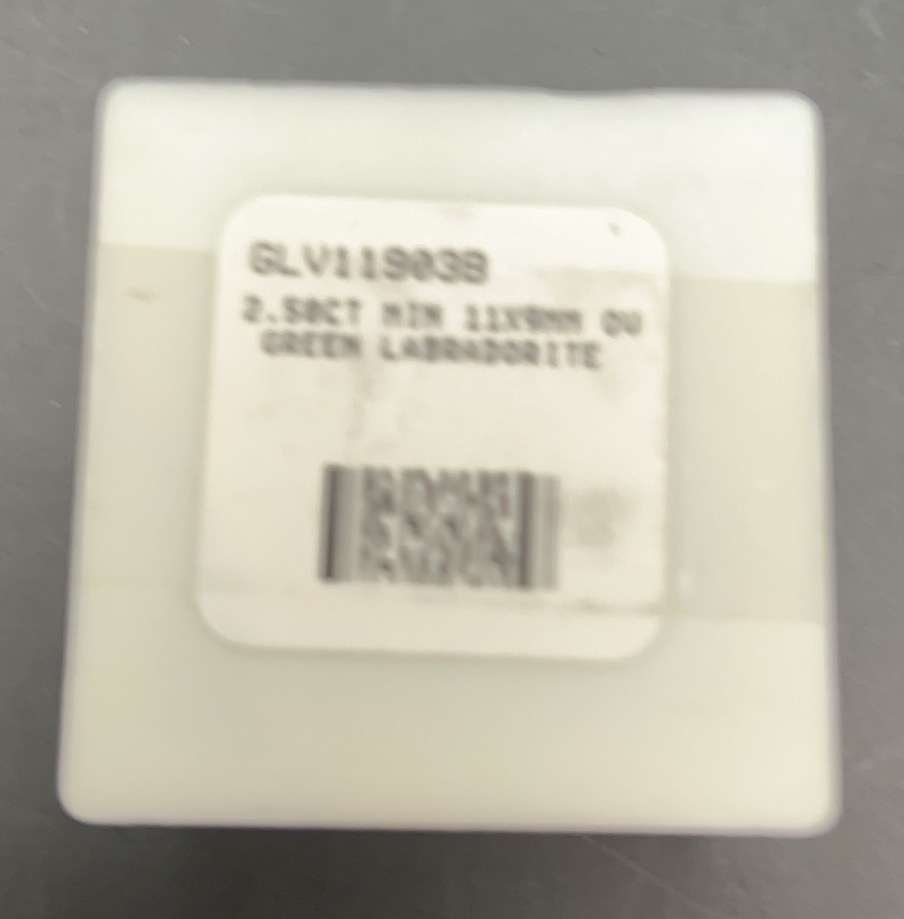 GLV119038
2.50CT MIN 11X9MM OV
GREEN LABRADORITE